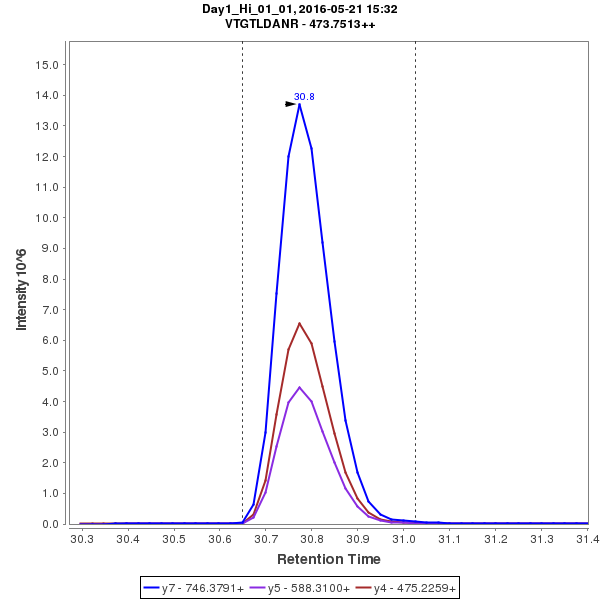 Day1_Hi_01_01, 2016-05-21 15:32
VTGTLDANR - 473.7513++
30.8
15.0
14.0
13.0
12.0
11.0
10.0
9.0
8.0
7.0
6.0
5.0
4.0
3.0
2.0
1.0
0.0
Intensity 10^6
30.3 30.4 30.5 30.6 30.7 30.8 30.9 31.0 31.1 31.2 31.3 31.4
Retention Time
y7 - 746.3791+ y5 - 588.3100+ y4 - 475.2259+